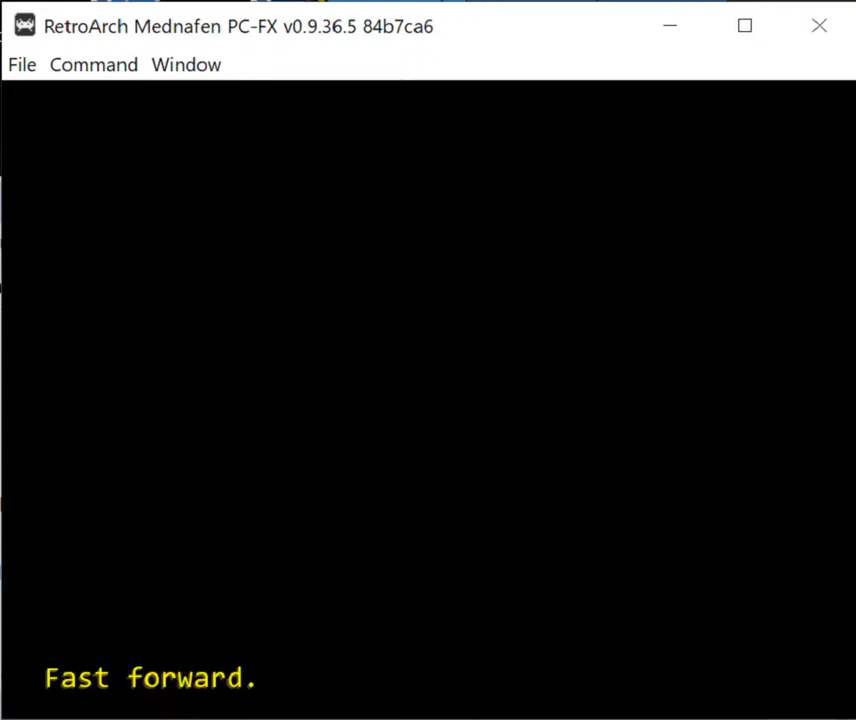 RetroArch Mednafen PC-FX v0.9.36.5 84b7ca6
File Command Window
Fast forward.